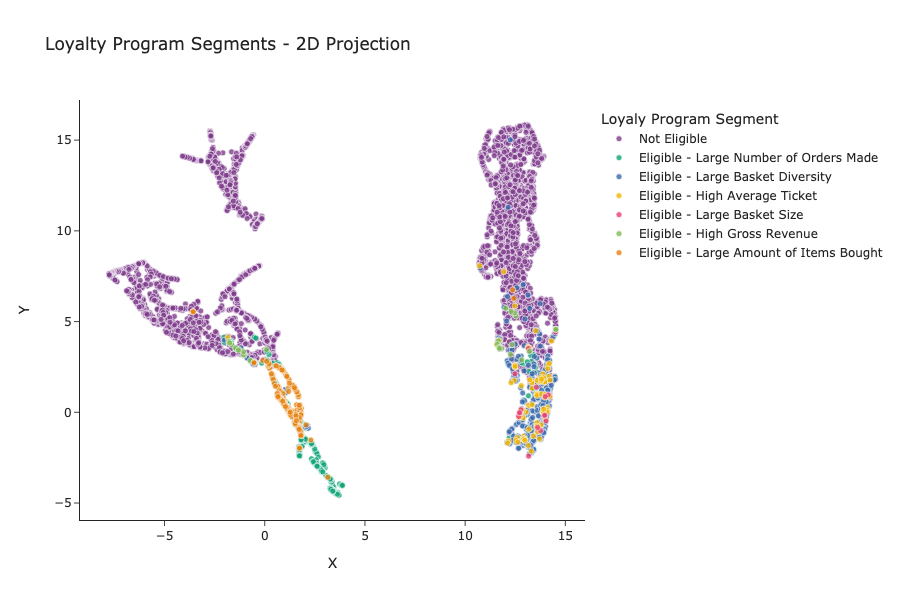 Loyalty Program Segments - 2D Projection
Loyaly Program Segment
Not Eligible
Eligible - Large Number of Orders Made
Eligible - Large Basket Diversity
Eligible - High Average Ticket
Eligible - Large Basket Size
Eligible - High Gross Revenue
Eligible - Large Amount of Items Bought
15
10
5
0
−5
Y
−5
0
5
10
15
X